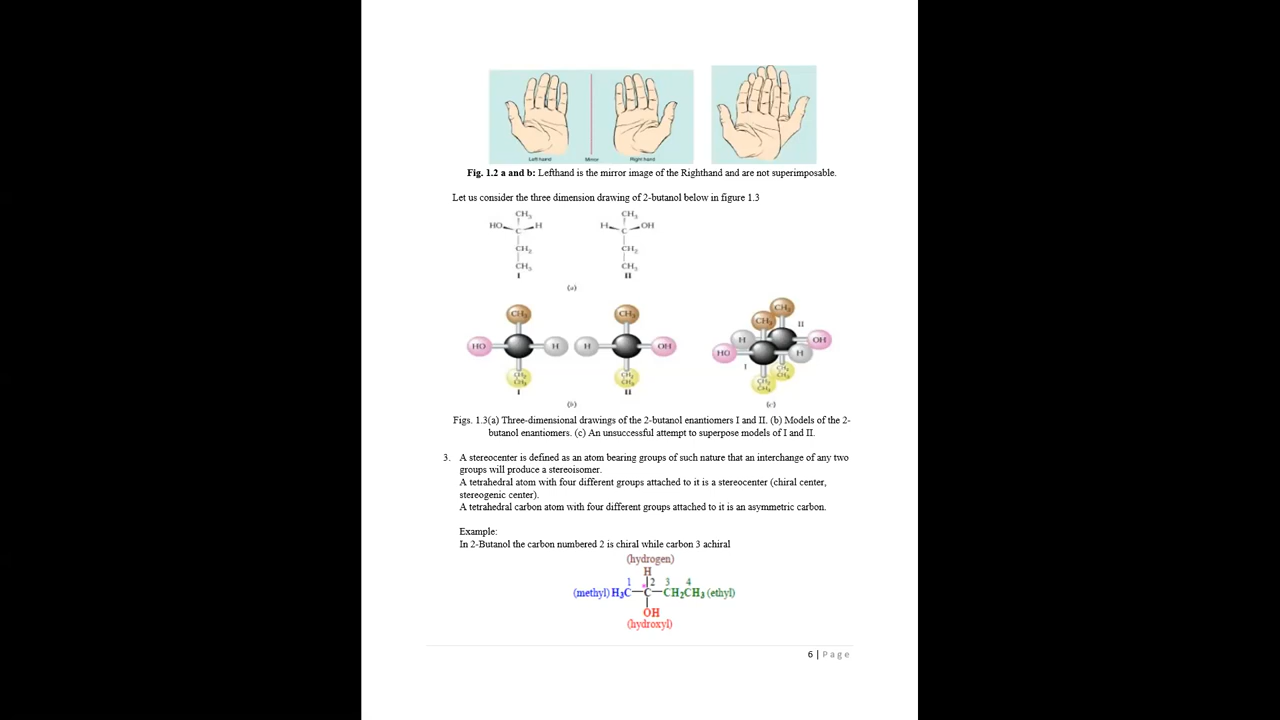 Left hand Mirror Right hand
Fig. 1.2 a and b: Lefthand is the mirror image of the Righthand and are not superimposable.
Let us consider the three dimension drawing of 2-butanol below in figure 1.3
CH₃ CH₃
HO C H H C OH
CH₂ CH₂
CH₃ CH₃
I II
(a)
CH₃ CH₃ CH₃ CH₃
II
HO H H OH H OH
HO H
I
CH₂ CH₂ CH₂ CH₂
CH₃ CH₃ CH₃ CH₃
I II
(b) (c)
Figs. 1.3(a) Three-dimensional drawings of the 2-butanol enantiomers I and II. (b) Models of the 2-
butanol enantiomers. (c) An unsuccessful attempt to superpose models of I and II.
3. A stereocenter is defined as an atom bearing groups of such nature that an interchange of any two
groups will produce a stereoisomer.
A tetrahedral atom with four different groups attached to it is a stereocenter (chiral center,
stereogenic center).
A tetrahedral carbon atom with four different groups attached to it is an asymmetric carbon.
Example:
In 2-Butanol the carbon numbered 2 is chiral while carbon 3 achiral
(hydrogen)
H
1 2 3 4
(methyl) H₃C—C—CH₂CH₃ (ethyl)
*
OH
(hydroxyl)
6 | Page